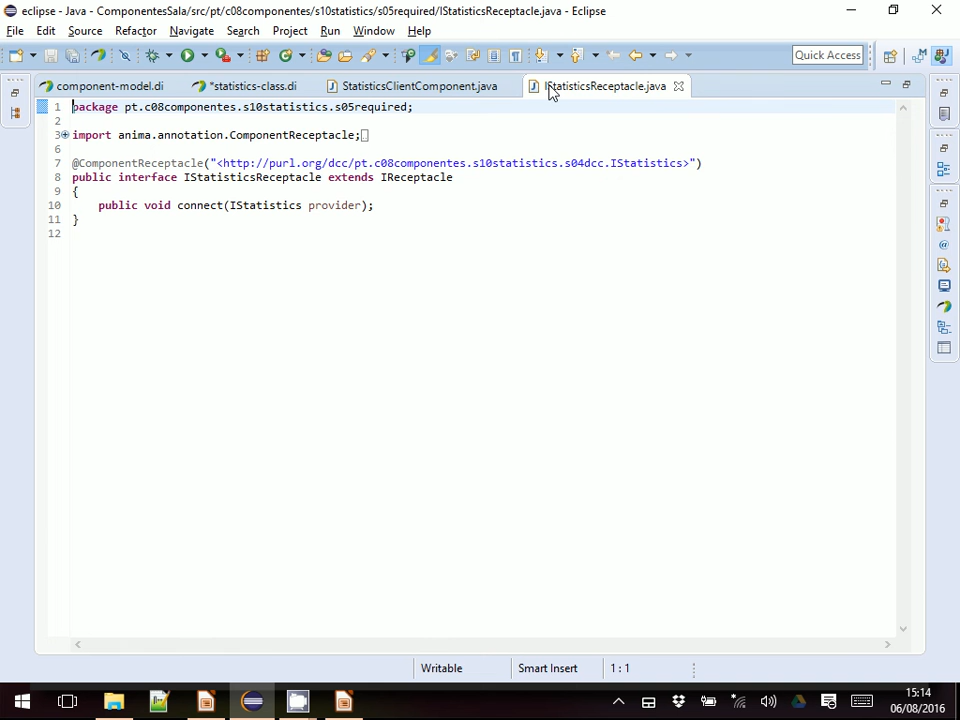 eclipse - Java - ComponentesSala/src/pt/c08componentes/s10statistics/s05required/IStatisticsReceptacle.java - Eclipse
File Edit Source Refactor Navigate Search Project Run Window Help
Quick Access
component-model.di *statistics-class.di StatisticsClientComponent.java IStatisticsReceptacle.java
1 package pt.c08componentes.s10statistics.s05required;
2
3 import anima.annotation.ComponentReceptacle;
6
7 @ComponentReceptacle("<http://purl.org/dcc/pt.c08componentes.s10statistics.s04dcc.IStatistics>")
8 public interface IStatisticsReceptacle extends IReceptacle
9 {
10 public void connect(IStatistics provider);
11 }
12
Writable Smart Insert 1 : 1
15:14
06/08/2016